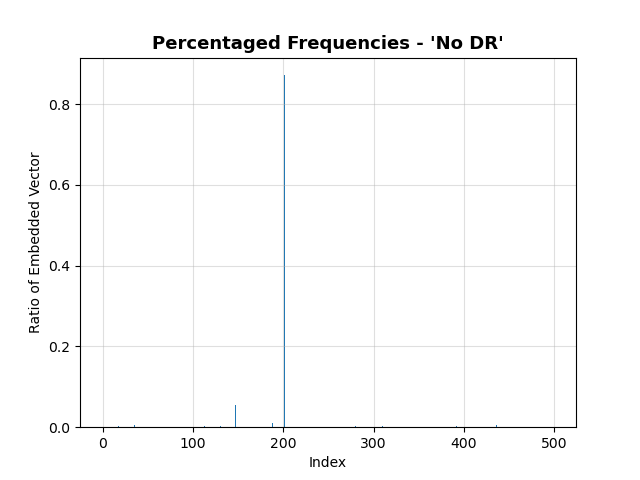 Percentaged Frequencies - 'No DR'
Ratio of Embedded Vector
0.8
0.6
0.4
0.2
0.0
0 100 200 300 400 500
Index